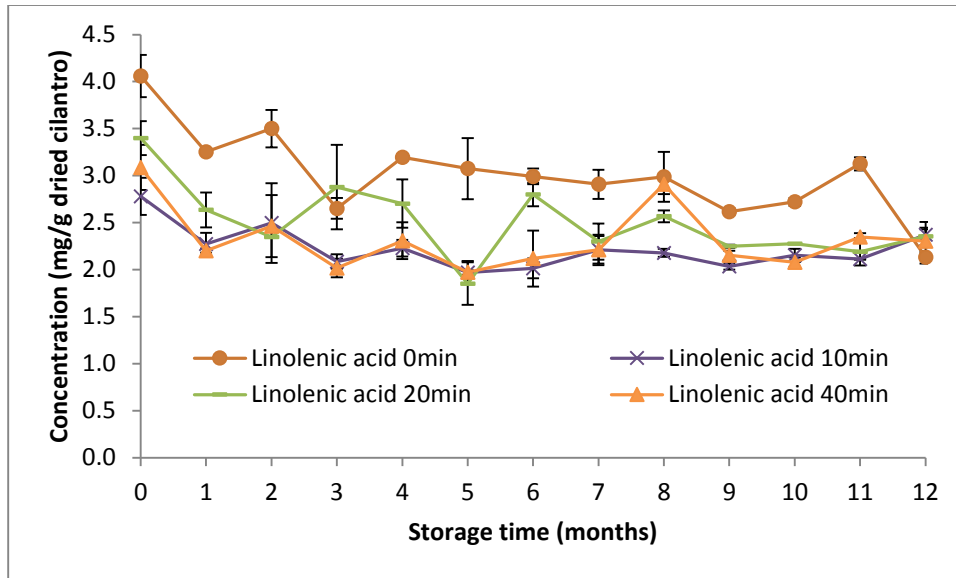 4.5
4.0
3.5
3.0
2.5
2.0
1.5
1.0
0.5
0.0
Concentration (mg/g dried cilantro)
Linolenic acid 0min
Linolenic acid 10min
Linolenic acid 20min
Linolenic acid 40min
0 1 2 3 4 5 6 7 8 9 10 11 12
Storage time (months)